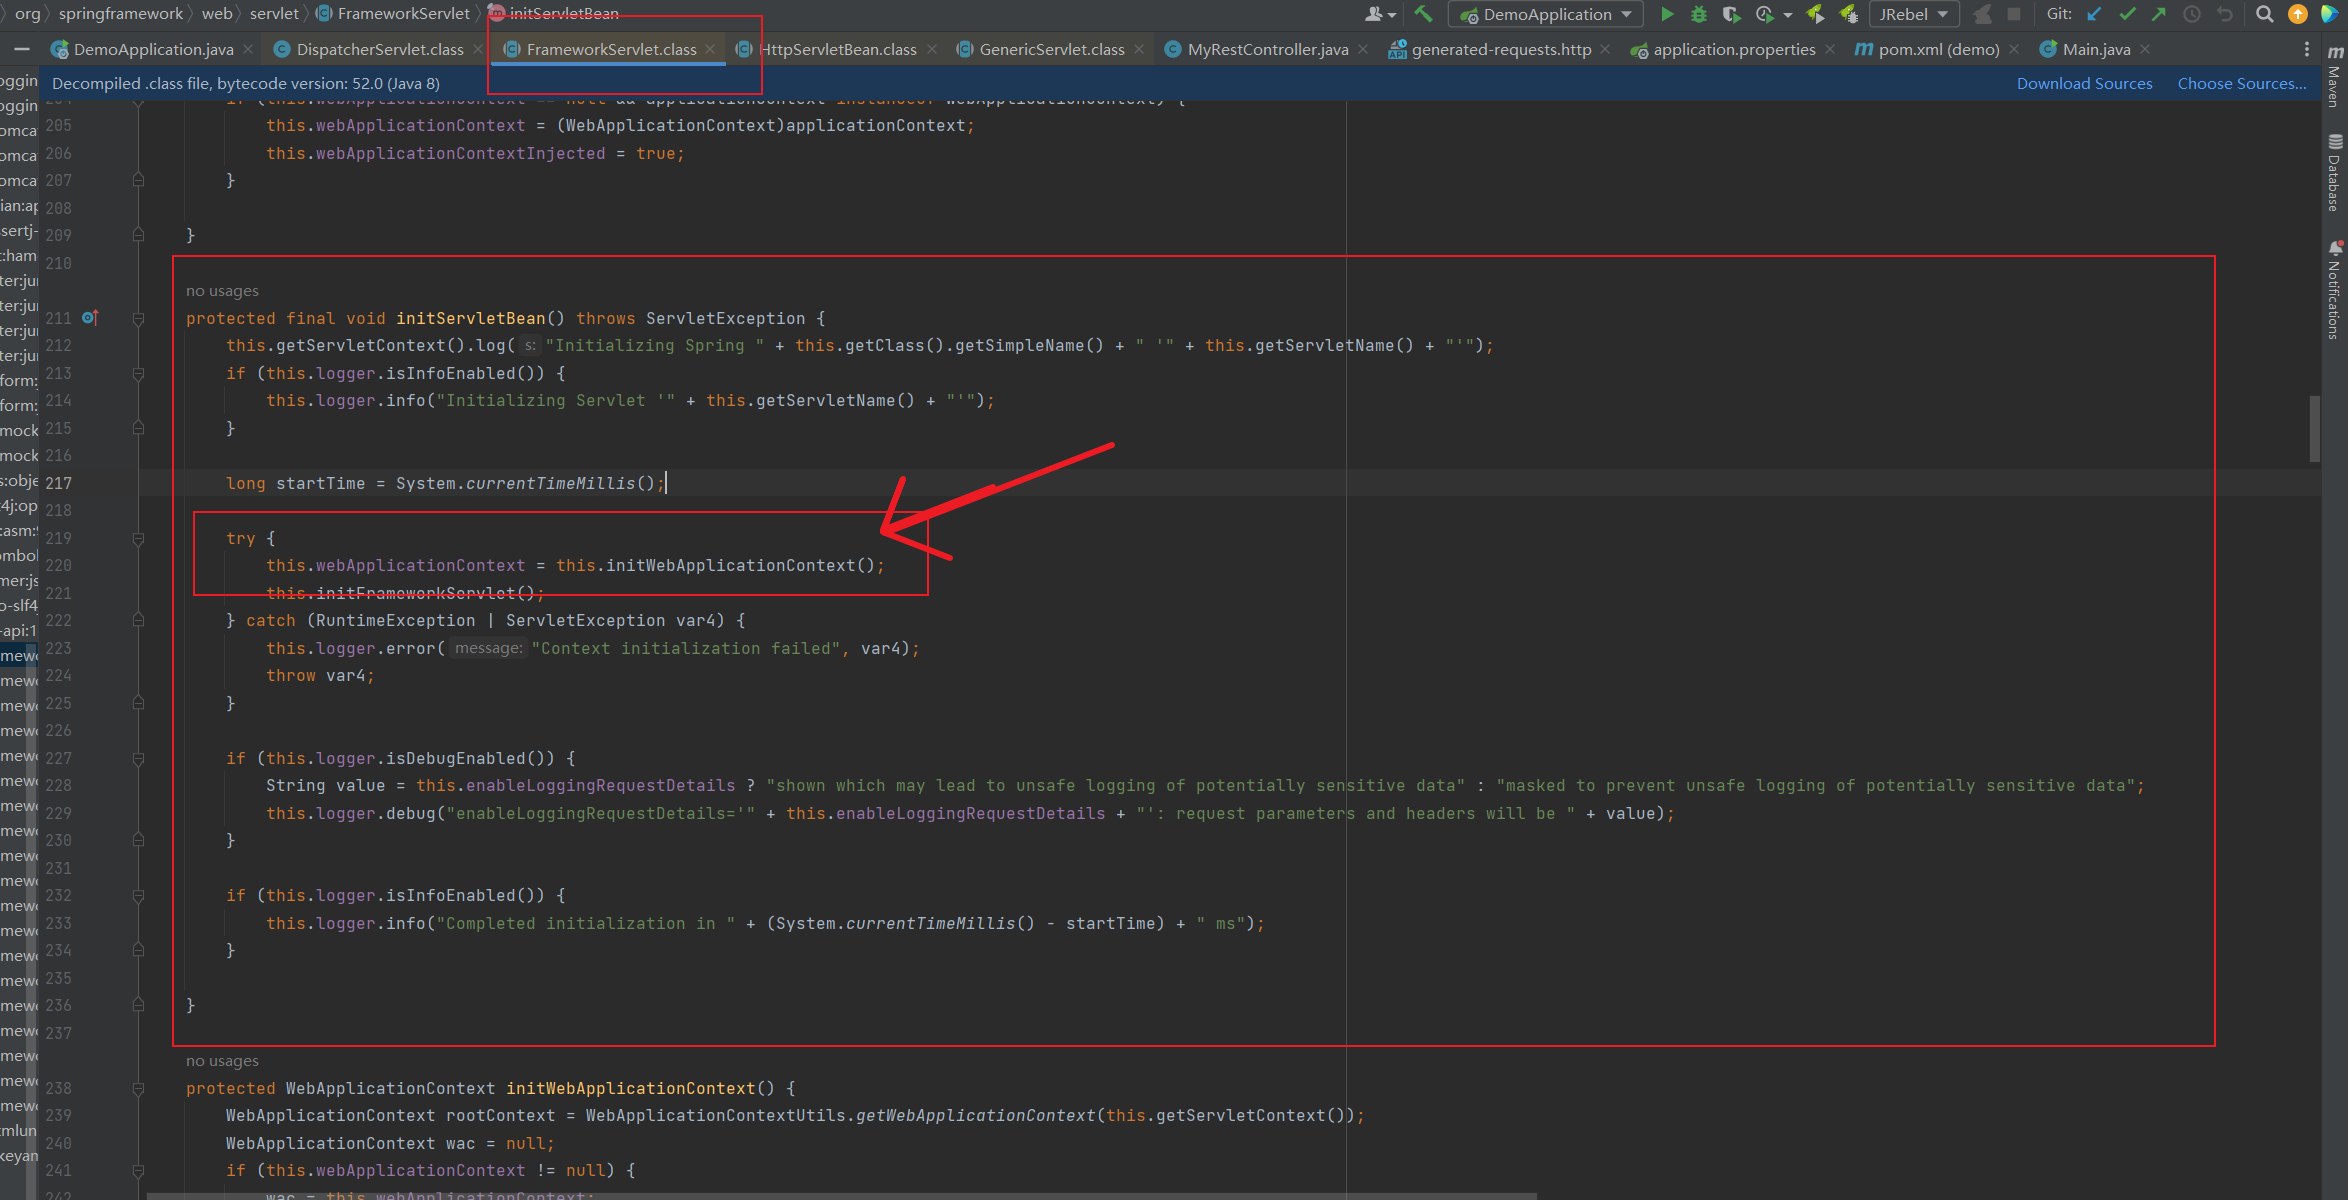 org > springframework > web > servlet > FrameworkServlet > initServletBean
DemoApplication
JRebel
Git:
DemoApplication.java
DispatcherServlet.class
FrameworkServlet.class
HttpServletBean.class
GenericServlet.class
MyRestController.java
generated-requests.http
application.properties
pom.xml (demo)
Main.java
Decompiled .class file, bytecode version: 52.0 (Java 8)
Download Sources
Choose Sources...
205 this.webApplicationContext = (WebApplicationContext)applicationContext;
206 this.webApplicationContextInjected = true;
207 }
208
209 }
210
no usages
211 protected final void initServletBean() throws ServletException {
212 this.getServletContext().log( s: "Initializing Spring " + this.getClass().getSimpleName() + " '" + this.getServletName() + "'");
213 if (this.logger.isInfoEnabled()) {
214 this.logger.info("Initializing Servlet '" + this.getServletName() + "'");
215 }
216
217 long startTime = System.currentTimeMillis();
218
219 try {
220 this.webApplicationContext = this.initWebApplicationContext();
221 this.initFrameworkServlet();
222 } catch (RuntimeException | ServletException var4) {
223 this.logger.error( message: "Context initialization failed", var4);
224 throw var4;
225 }
226
227 if (this.logger.isDebugEnabled()) {
228 String value = this.enableLoggingRequestDetails ? "shown which may lead to unsafe logging of potentially sensitive data" : "masked to prevent unsafe logging of potentially sensitive data";
229 this.logger.debug("enableLoggingRequestDetails='" + this.enableLoggingRequestDetails + "': request parameters and headers will be " + value);
230 }
231
232 if (this.logger.isInfoEnabled()) {
233 this.logger.info("Completed initialization in " + (System.currentTimeMillis() - startTime) + " ms");
234 }
235
236 }
237
no usages
238 protected WebApplicationContext initWebApplicationContext() {
239 WebApplicationContext rootContext = WebApplicationContextUtils.getWebApplicationContext(this.getServletContext());
240 WebApplicationContext wac = null;
241 if (this.webApplicationContext != null) {
242 wac = this.webApplicationContext;
Maven
Database
Notifications